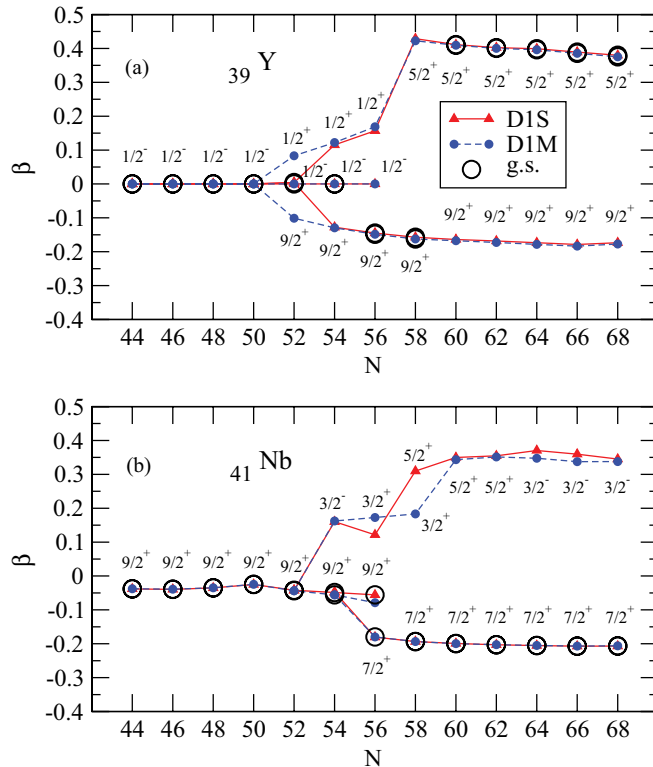 0.5
0.4
0.3
0.2
0.1
0
-0.1
-0.2
-0.3
-0.4
β
(a)
39 Y
1/2- 1/2- 1/2- 1/2- 1/2+ 1/2+ 1/2+
1/2- 1/2- 1/2-
5/2+ 5/2+ 5/2+ 5/2+ 5/2+ 5/2+
9/2+ 9/2+ 9/2+ 9/2+
9/2+ 9/2+ 9/2+ 9/2+ 9/2+
D1S
D1M
g.s.
44 46 48 50 52 54 56 58 60 62 64 66 68
N
0.5
0.4
0.3
0.2
0.1
0
-0.1
-0.2
-0.3
-0.4
β
(b)
41 Nb
9/2+ 9/2+ 9/2+ 9/2+ 9/2+ 9/2+ 9/2+
3/2- 3/2+ 5/2+
3/2+ 5/2+ 5/2+ 3/2- 3/2- 3/2-
7/2+ 7/2+ 7/2+ 7/2+ 7/2+ 7/2+ 7/2+
44 46 48 50 52 54 56 58 60 62 64 66 68
N